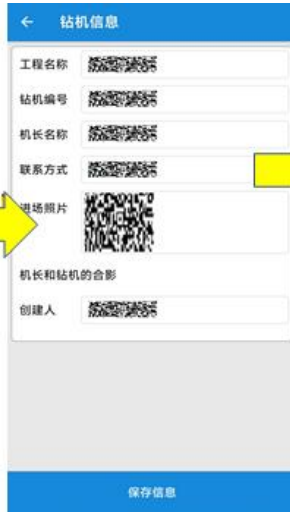 钻机信息
工程名称
钻机编号
机长名称
联系方式
进场照片
机长和钻机的合影
创建人
保存信息